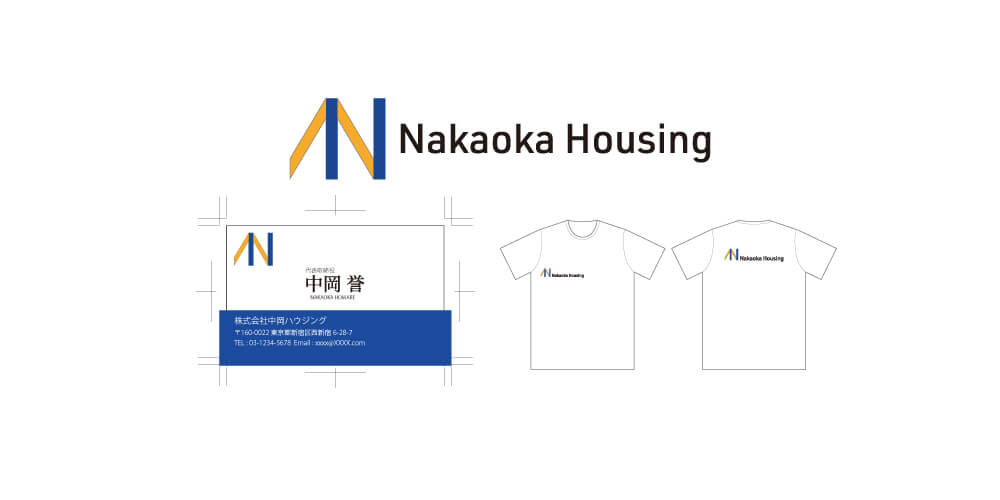 Nakaoka Housing
代表取締役
中岡 誉
NAKAOKA HOMARE
株式会社中岡ハウジング
〒160-0022 東京都新宿区西新宿 6-28-7
TEL : 03-1234-5678 Email : xxxx@XXXX.com
Nakaoka Housing
Nakaoka Housing